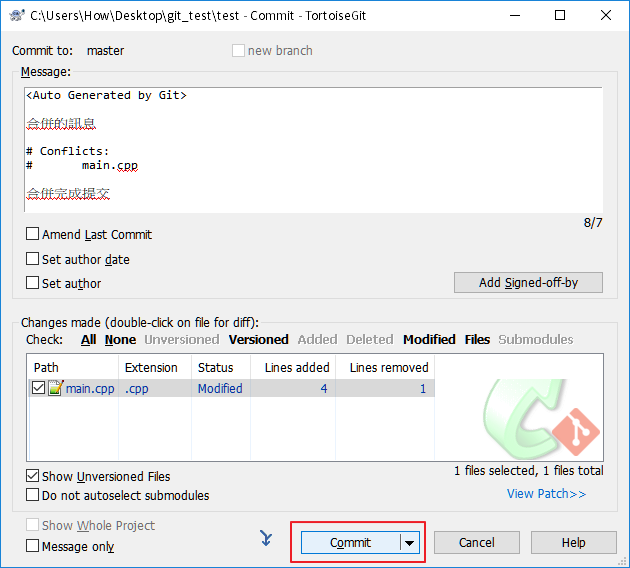 C:\Users\How\Desktop\git_test\test - Commit - TortoiseGit
Commit to: master new branch
Message:
<Auto Generated by Git>
合併的訊息
# Conflicts:
# main.cpp
合併完成提交
8/7
Amend Last Commit
Set author date
Set author
Add Signed-off-by
Changes made (double-click on file for diff):
Check: All None Unversioned Versioned Added Deleted Modified Files Submodules
Path Extension Status Lines added Lines removed
main.cpp .cpp Modified 4 1
Show Unversioned Files
1 files selected, 1 files total
Do not autoselect submodules
View Patch>>
Show Whole Project
Message only
Commit Cancel Help